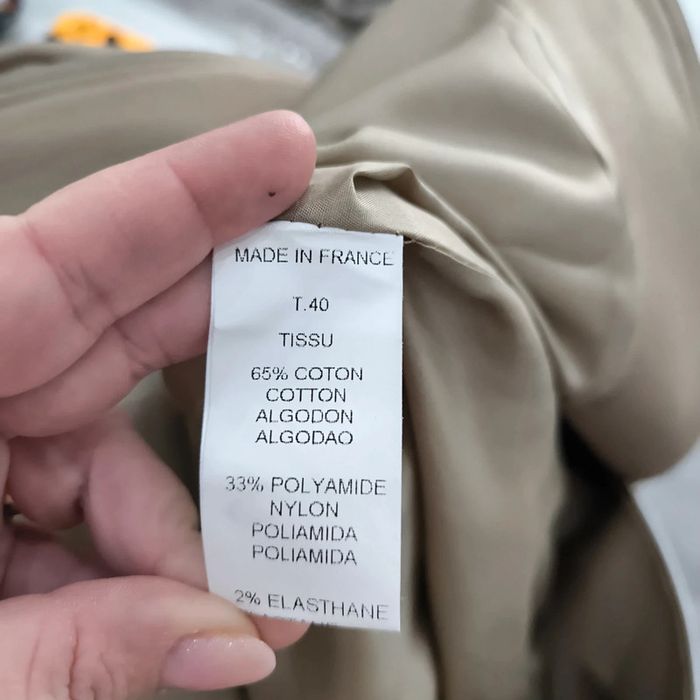 MADE IN FRANCE
T.40
TISSU
65% COTON
COTTON
ALGODON
ALGODAO
33% POLYAMIDE
NYLON
POLIAMIDA
POLIAMIDA
2% ELASTHANE